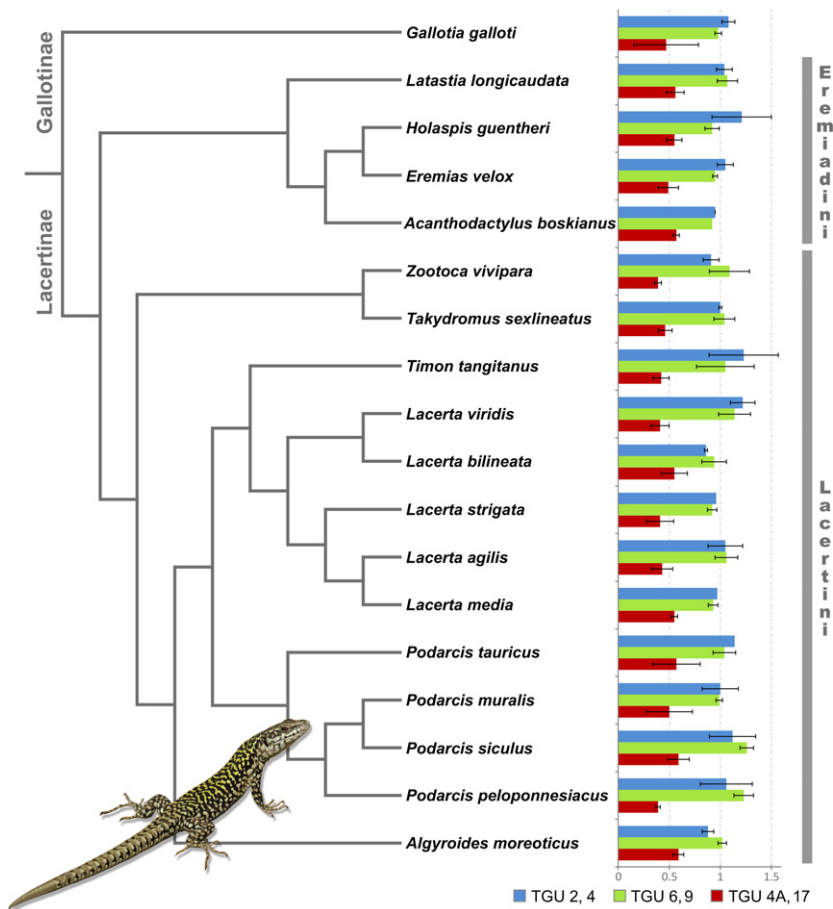 Gallotinae
Lacertinae
Gallotia galloti
Latastia longicaudata
Holaspis guentheri
Eremias velox
Acanthodactylus boskianus
Zootoca vivipara
Takydromus sexlineatus
Timon tangitanus
Lacerta viridis
Lacerta bilineata
Lacerta strigata
Lacerta agilis
Lacerta media
Podarcis tauricus
Podarcis muralis
Podarcis siculus
Podarcis peloponnesiacus
Algyroides moreoticus
Eremiadini
Lacertini
0 0.5 1 1.5
TGU 2, 4 TGU 6, 9 TGU 4A, 17